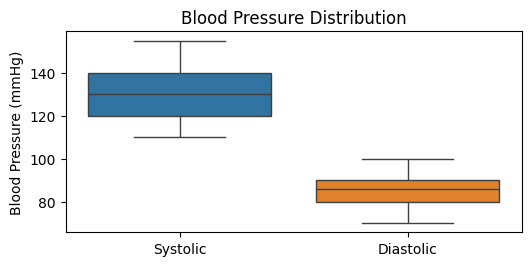 Blood Pressure Distribution
Blood Pressure (mmHg)
140
120
100
80
Systolic
Diastolic